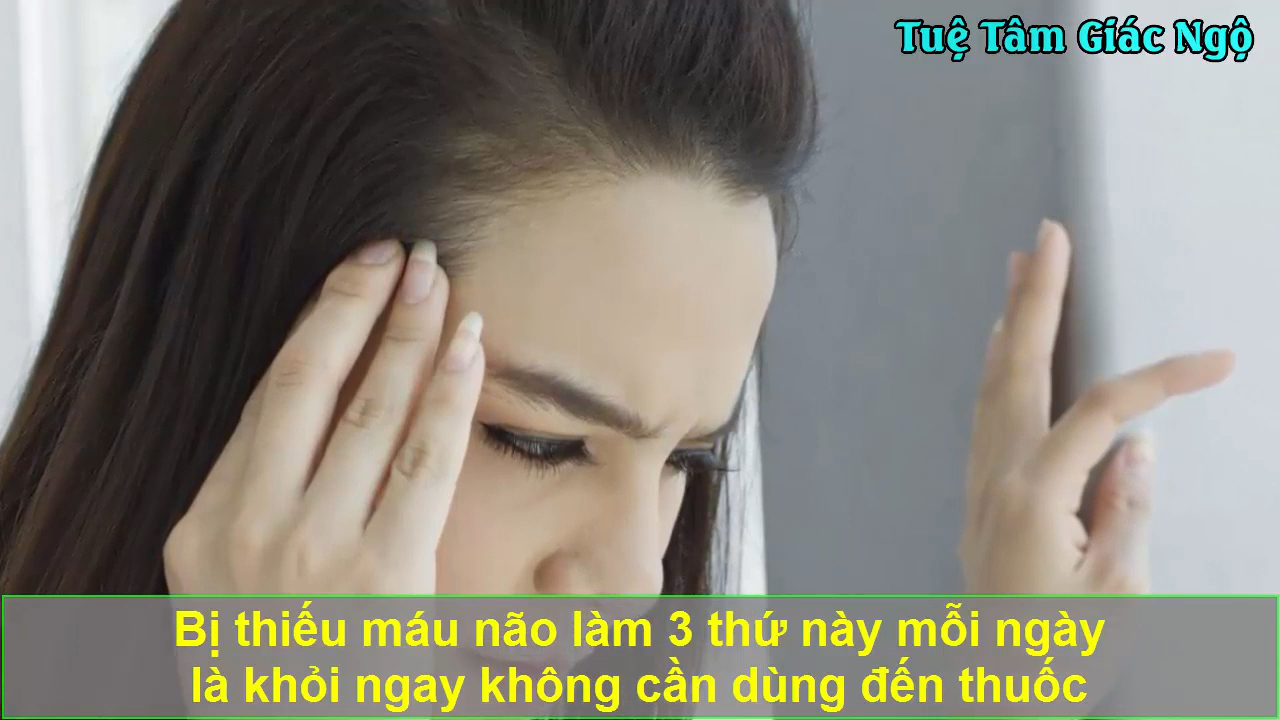 Tuệ Tâm Giác Ngộ
Bị thiếu máu não làm 3 thứ này mỗi ngày
là khỏi ngay không cần dùng đến thuốc